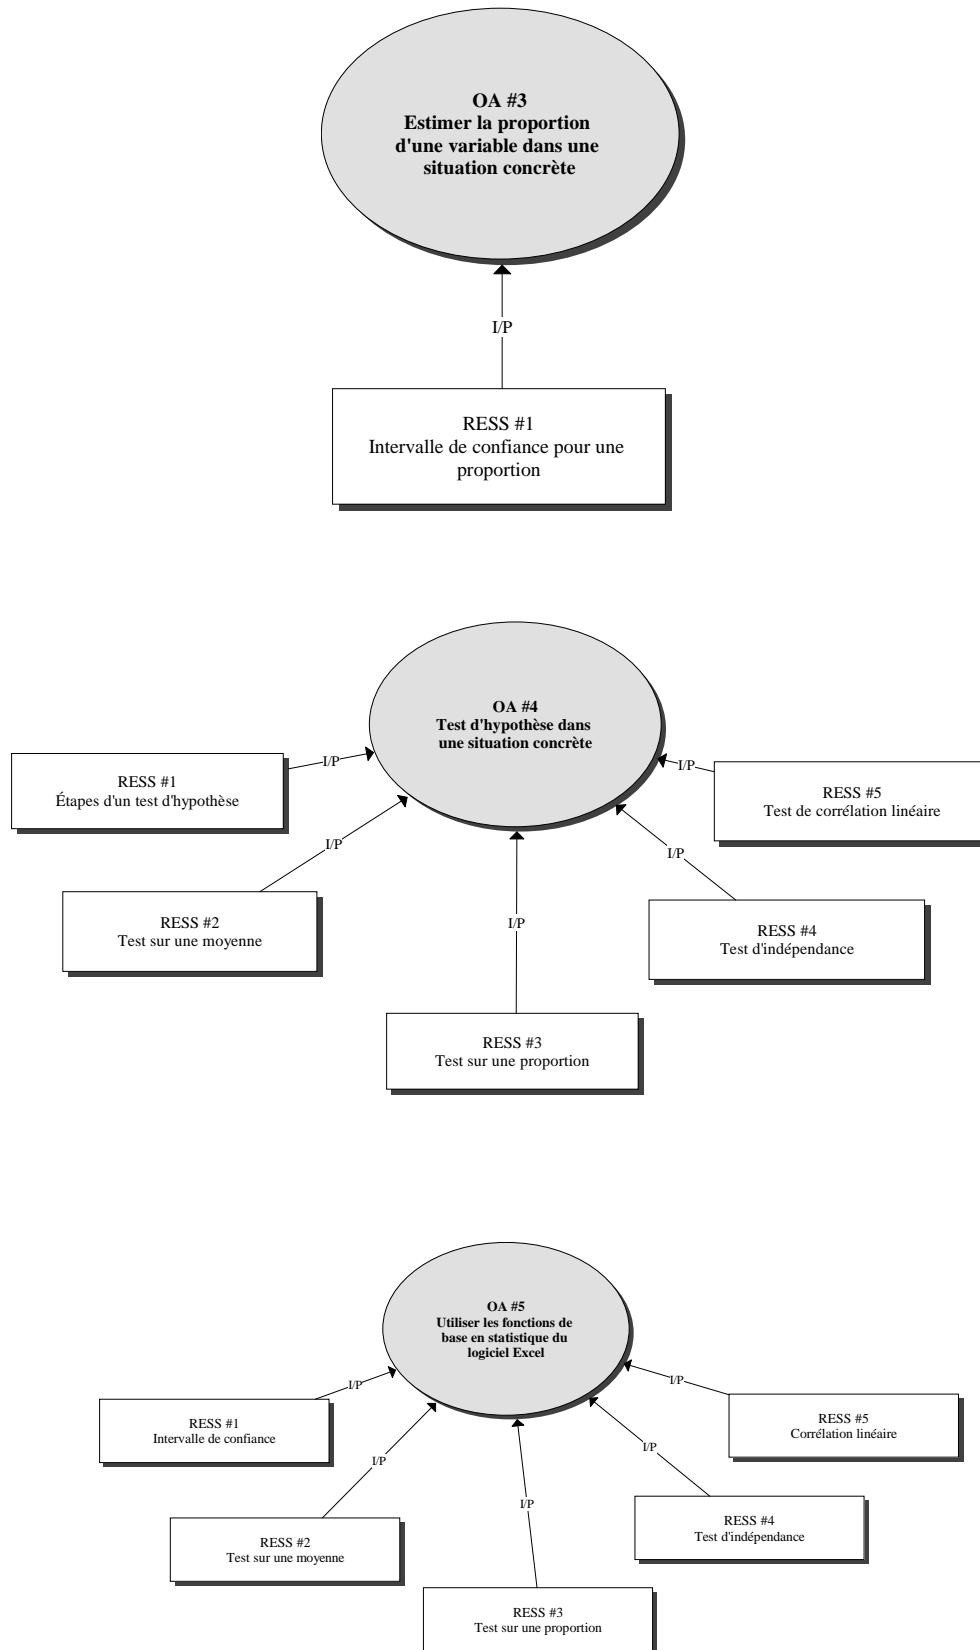 OA #3
Estimer la proportion
d'une variable dans une
situation concrète
I/P
RESS #1
Intervalle de confiance pour une
proportion
OA #4
Test d'hypothèse dans
une situation concrète
RESS #1
Étapes d'un test d'hypothèse
I/P
I/P
RESS #5
Test de corrélation linéaire
I/P
I/P
RESS #2
Test sur une moyenne
I/P
RESS #4
Test d'indépendance
RESS #3
Test sur une proportion
OA #5
Utiliser les fonctions de
base en statistique du
logiciel Excel
I/P
I/P
RESS #1
Intervalle de confiance
RESS #5
Corrélation linéaire
I/P
I/P
I/P
RESS #2
Test sur une moyenne
RESS #4
Test d'indépendance
RESS #3
Test sur une proportion